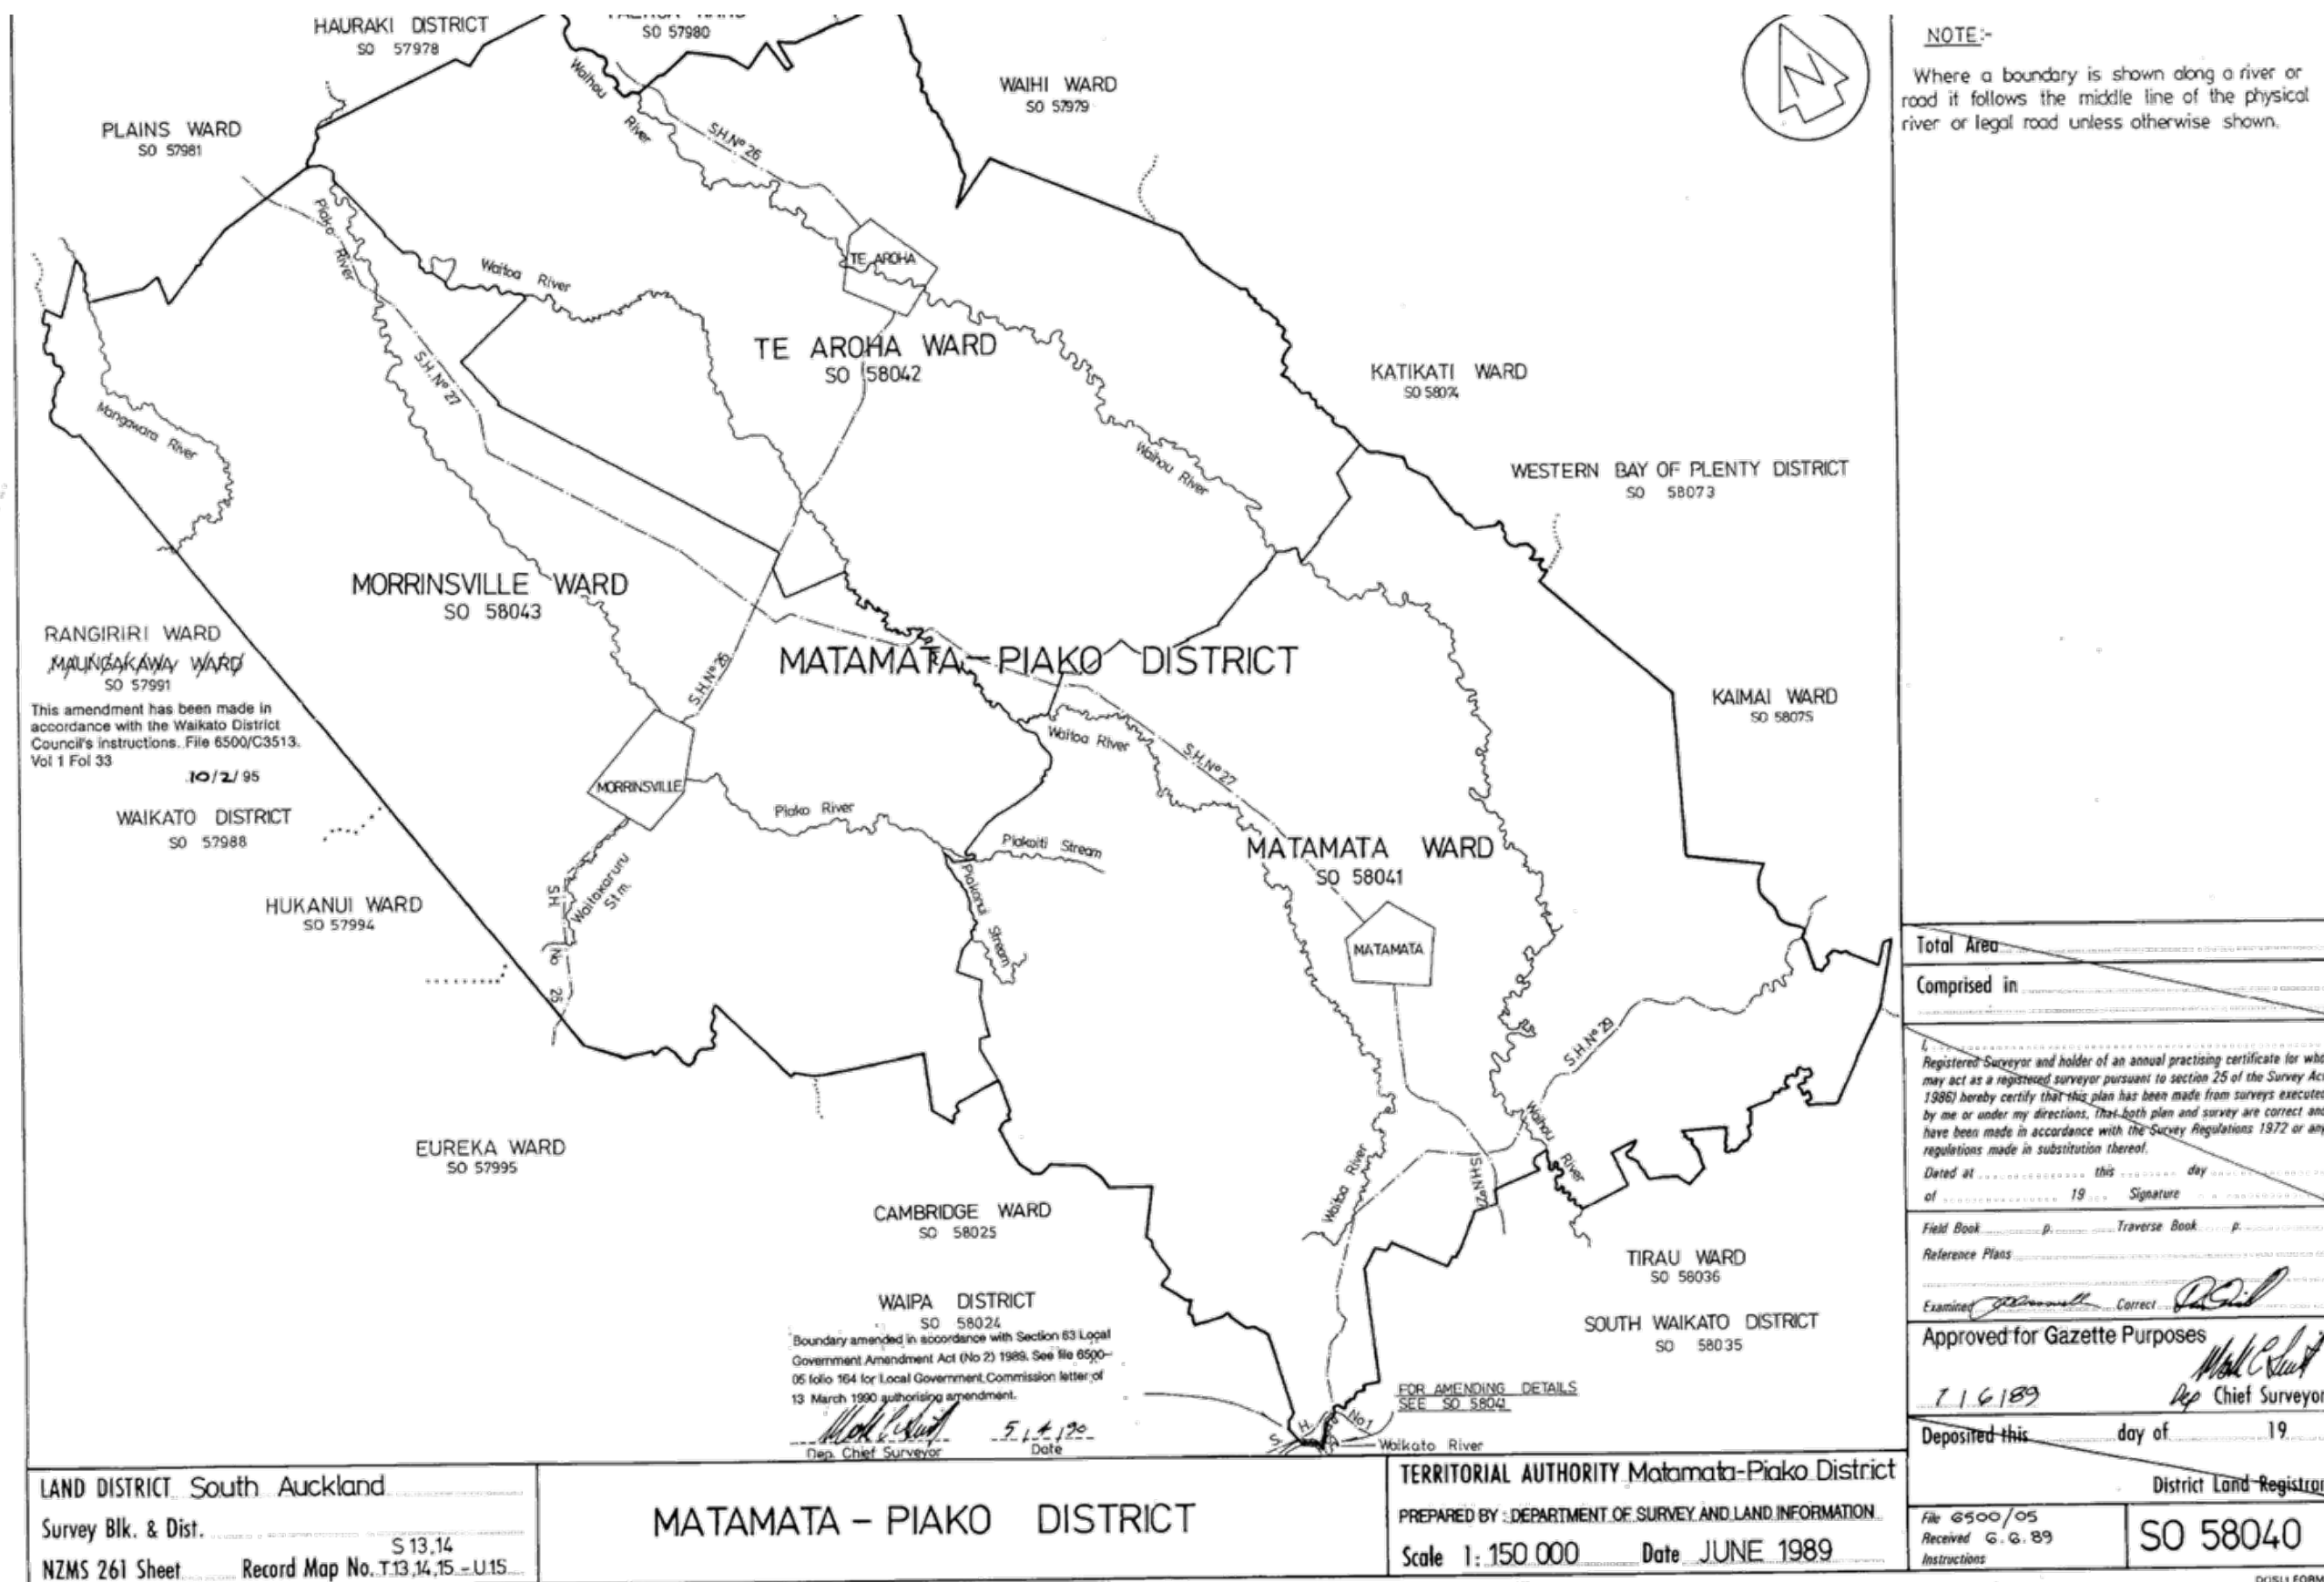 HAURAKI DISTRICT
SO 57978
SO 57980
WAIHI WARD
SO 57979
PLAINS WARD
SO 57981
N
NOTE:-
Where a boundary is shown along a river or
road it follows the middle line of the physical
river or legal road unless otherwise shown.
Waihou
River
S.H.Nº 26
Piako
River
Waitoa River
TE AROHA
TE AROHA WARD
SO 58042
S.H.Nº 27
Mangawara River
KATIKATI WARD
SO 58074
Waihou River
WESTERN BAY OF PLENTY DISTRICT
SO 58073
MORRINSVILLE WARD
SO 58043
RANGIRIRI WARD
MAUNGAKAWA WARD
SO 57991
This amendment has been made in
accordance with the Waikato District
Council's instructions. File 6500/C3513.
Vol 1 Fol 33
10/2/95
MATAMATA-PIAKO DISTRICT
S.H.Nº 26
KAIMAI WARD
SO 58075
Waitoa River
S.H.Nº 27
MORRINSVILLE
Piako River
WAIKATO DISTRICT
SO 57988
Piakoiti Stream
MATAMATA WARD
SO 58041
Piakonui Stream
Waitakaruru
Stm.
S.H. No 26
HUKANUI WARD
SO 57994
MATAMATA
S.H.Nº 29
EUREKA WARD
SO 57995
Waihou River
Waitoa River
S.H.Nº 27
CAMBRIDGE WARD
SO 58025
TIRAU WARD
SO 58036
WAIPA DISTRICT
SO 58024
SOUTH WAIKATO DISTRICT
SO 58035
Boundary amended in accordance with Section 63 Local
Government Amendment Act (No 2) 1989. See file 6500-
05 folio 164 for Local Government Commission letter of
13 March 1990 authorising amendment.
5/4/90
Dep. Chief Surveyor Date
FOR AMENDING DETAILS
SEE SO 58041
S. H. No 1
Waikato River
Total Area
Comprised in
I,
Registered Surveyor and holder of an annual practising certificate (or who
may act as a registered surveyor pursuant to section 25 of the Survey Act
1986) hereby certify that this plan has been made from surveys executed
by me or under my directions, that both plan and survey are correct and
have been made in accordance with the Survey Regulations 1972 or any
regulations made in substitution thereof.
Dated at this day
of 19 Signature
Field Book p. Traverse Book p.
Reference Plans
Examined Correct
Approved for Gazette Purposes
7/6/89 Dep Chief Surveyor
Deposited this day of 19
District Land Registrar
File 6500/05
Received 6.6.89
Instructions
SO 58040
LAND DISTRICT South Auckland
Survey Blk. & Dist.
S 13,14
NZMS 261 Sheet Record Map No. T13,14,15 - U15
MATAMATA - PIAKO DISTRICT
TERRITORIAL AUTHORITY Matamata-Piako District
PREPARED BY : DEPARTMENT OF SURVEY AND LAND INFORMATION
Scale 1: 150 000 Date JUNE 1989